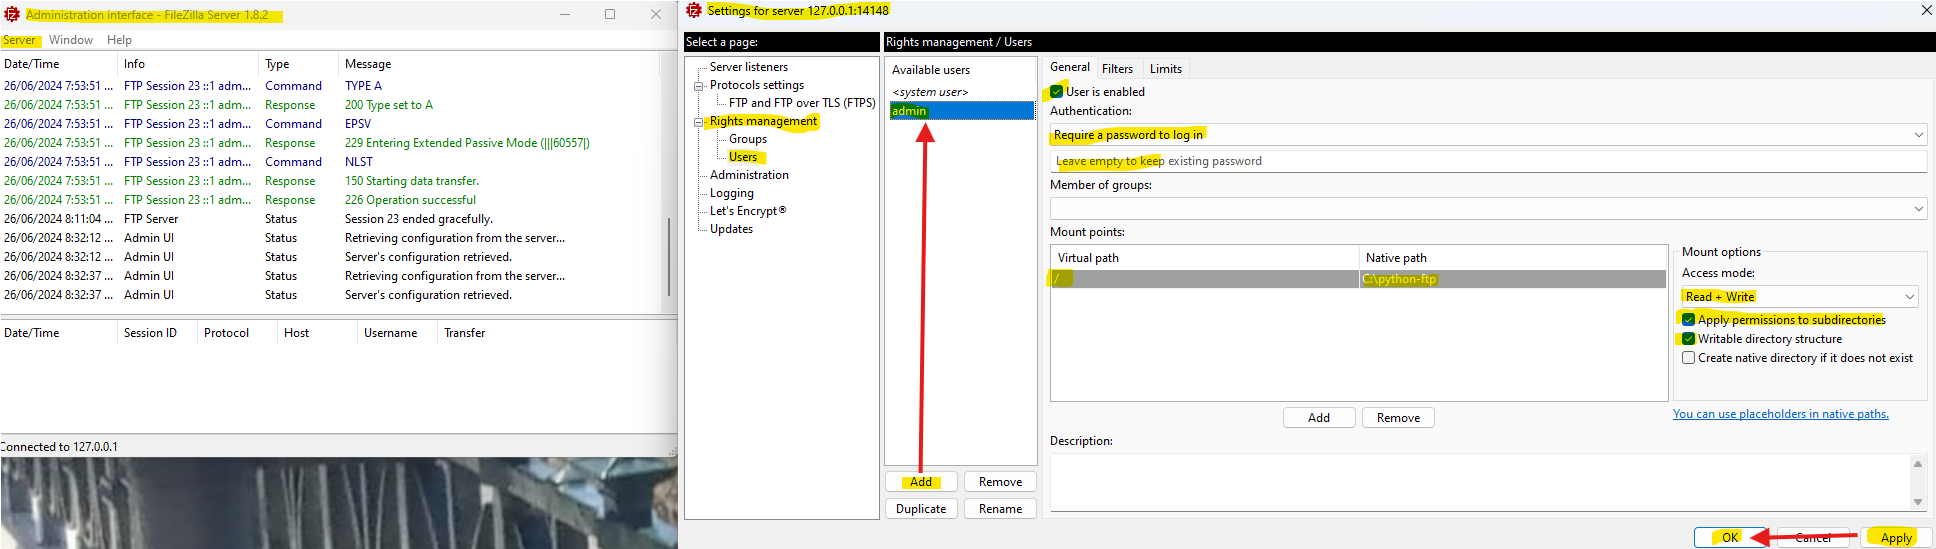 Administration interface - FileZilla Server 1.8.2
Server Window Help
Date/Time Info Type Message
26/06/2024 7:53:51 ... FTP Session 23 ::1 adm... Command TYPE A
26/06/2024 7:53:51 ... FTP Session 23 ::1 adm... Response 200 Type set to A
26/06/2024 7:53:51 ... FTP Session 23 ::1 adm... Command EPSV
26/06/2024 7:53:51 ... FTP Session 23 ::1 adm... Response 229 Entering Extended Passive Mode (|||60557|)
26/06/2024 7:53:51 ... FTP Session 23 ::1 adm... Command NLST
26/06/2024 7:53:51 ... FTP Session 23 ::1 adm... Response 150 Starting data transfer.
26/06/2024 7:53:51 ... FTP Session 23 ::1 adm... Response 226 Operation successful
26/06/2024 8:11:04 ... FTP Server Status Session 23 ended gracefully.
26/06/2024 8:32:12 ... Admin UI Status Retrieving configuration from the server...
26/06/2024 8:32:12 ... Admin UI Status Server's configuration retrieved.
26/06/2024 8:32:37 ... Admin UI Status Retrieving configuration from the server...
26/06/2024 8:32:37 ... Admin UI Status Server's configuration retrieved.
Date/Time Session ID Protocol Host Username Transfer
Connected to 127.0.0.1
Settings for server 127.0.0.1:14148
Select a page:
Server listeners
Protocols settings
FTP and FTP over TLS (FTPS)
Rights management
Groups
Users
Administration
Logging
Let's Encrypt®
Updates
Rights management / Users
Available users
<system user>
admin
Add Remove
Duplicate Rename
General Filters Limits
User is enabled
Authentication:
Require a password to log in
Leave empty to keep existing password
Member of groups:
Mount points:
Virtual path Native path
/ C:\python-ftp
Add Remove
Mount options
Access mode:
Read + Write
Apply permissions to subdirectories
Writable directory structure
Create native directory if it does not exist
You can use placeholders in native paths.
Description:
OK Cancel Apply